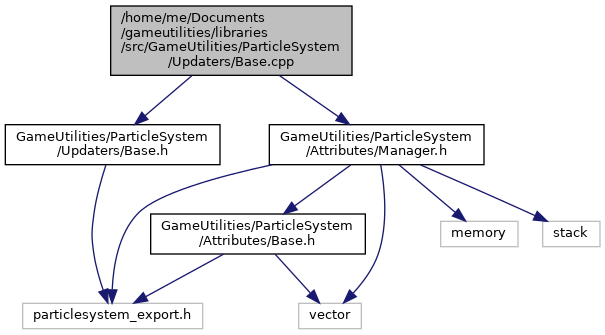 /home/me/Documents
/gameutilities/libraries
/src/GameUtilities/ParticleSystem
/Updaters/Base.cpp
GameUtilities/ParticleSystem
/Updaters/Base.h
GameUtilities/ParticleSystem
/Attributes/Manager.h
GameUtilities/ParticleSystem
/Attributes/Base.h
memory
stack
particlesystem_export.h
vector